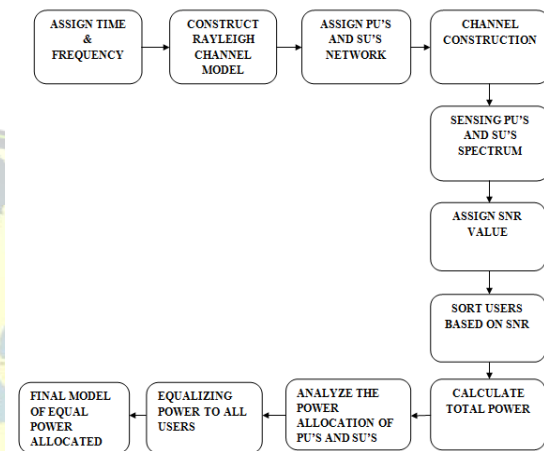 ASSIGN TIME
&
FREQUENCY
CONSTRUCT
RAYLEIGH
CHANNEL
MODEL
ASSIGN PU'S
AND SU'S
NETWORK
CHANNEL
CONSTRUCTION
SENSING PU'S
AND SU'S
SPECTRUM
ASSIGN SNR
VALUE
SORT USERS
BASED ON SNR
CALCULATE
TOTAL POWER
ANALYZE THE
POWER
ALLOCATION OF
PU'S AND SU'S
EQUALIZING
POWER TO ALL
USERS
FINAL MODEL
OF EQUAL
POWER
ALLOCATED